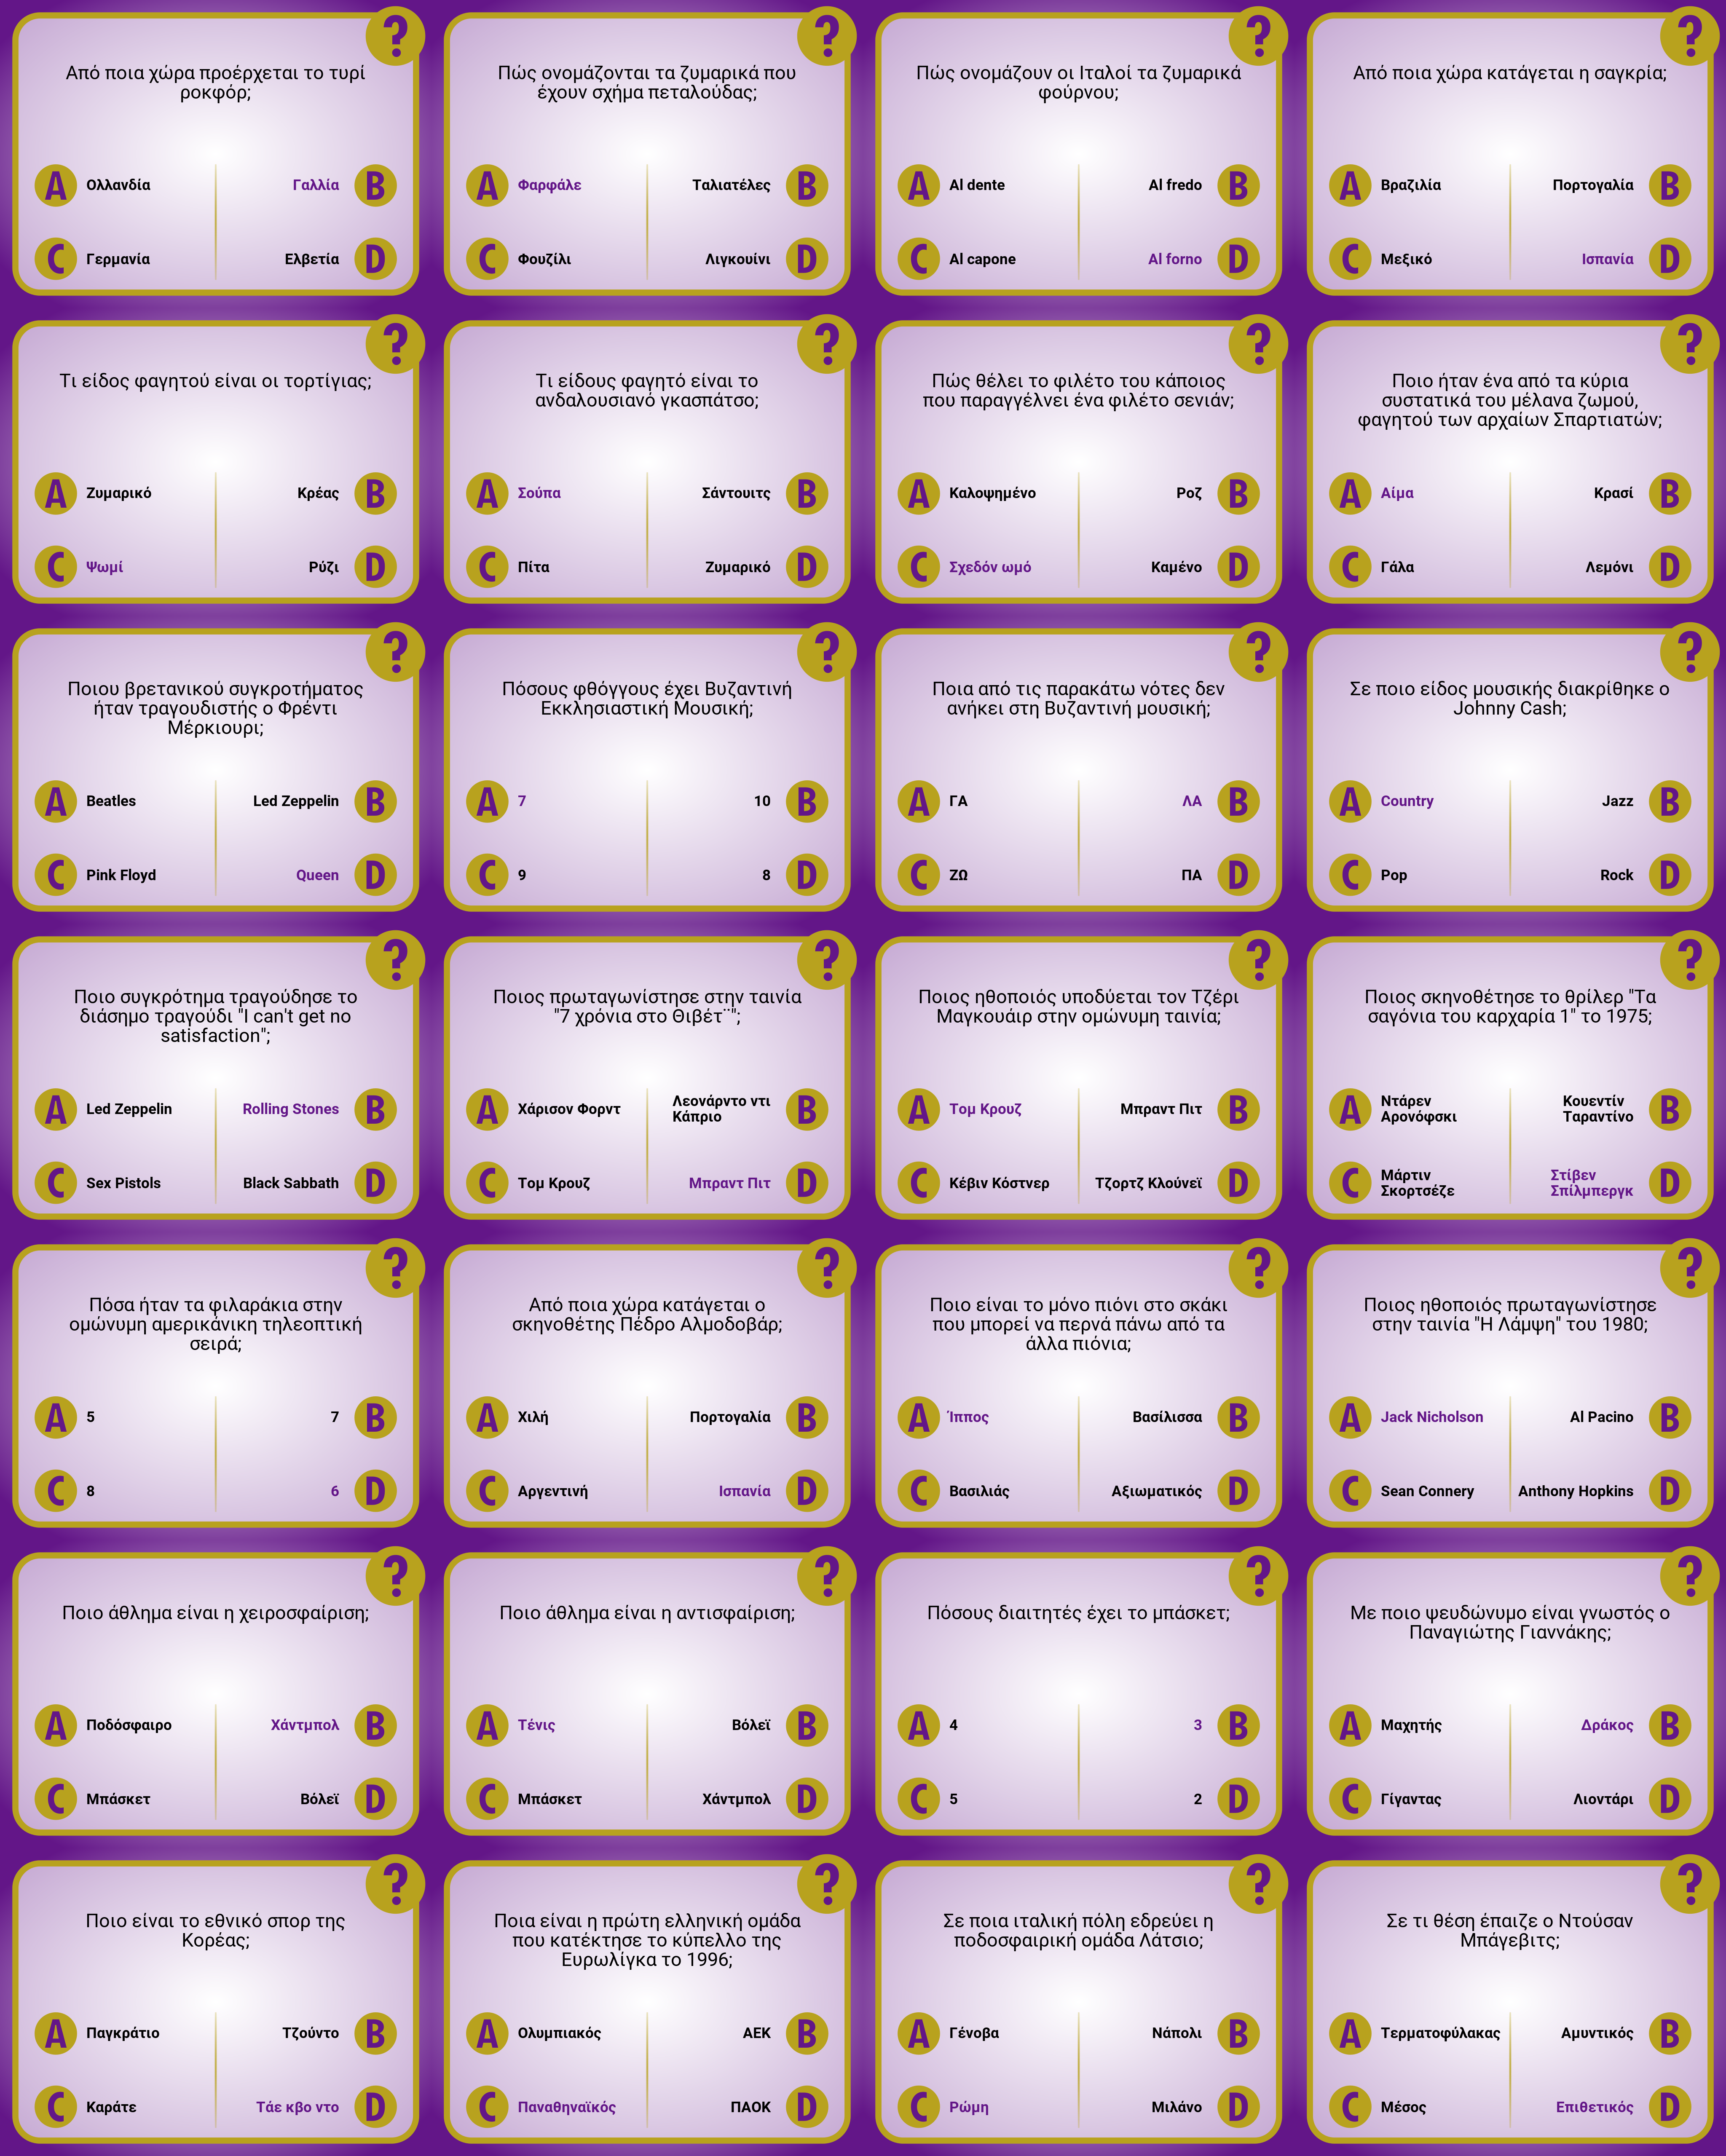 ?
Από ποια χώρα προέρχεται το τυρί
ροκφόρ;
A Ολλανδία Γαλλία B
C Γερμανία Ελβετία D
?
Πώς ονομάζονται τα ζυμαρικά που
έχουν σχήμα πεταλούδας;
A Φαρφάλε Ταλιατέλες B
C Φουζίλι Λιγκουίνι D
?
Πώς ονομάζουν οι Ιταλοί τα ζυμαρικά
φούρνου;
A Al dente Al fredo B
C Al capone Al forno D
?
Από ποια χώρα κατάγεται η σαγκρία;
A Βραζιλία Πορτογαλία B
C Μεξικό Ισπανία D
?
Τι είδος φαγητού είναι οι τορτίγιας;
A Ζυμαρικό Κρέας B
C Ψωμί Ρύζι D
?
Τι είδους φαγητό είναι το
ανδαλουσιανό γκασπάτσο;
A Σούπα Σάντουιτς B
C Πίτα Ζυμαρικό D
?
Πώς θέλει το φιλέτο του κάποιος
που παραγγέλνει ένα φιλέτο σενιάν;
A Καλοψημένο Ροζ B
C Σχεδόν ωμό Καμένο D
?
Ποιο ήταν ένα από τα κύρια
συστατικά του μέλανα ζωμού,
φαγητού των αρχαίων Σπαρτιατών;
A Αίμα Κρασί B
C Γάλα Λεμόνι D
?
Ποιου βρετανικού συγκροτήματος
ήταν τραγουδιστής ο Φρέντι
Μέρκιουρι;
A Beatles Led Zeppelin B
C Pink Floyd Queen D
?
Πόσους φθόγγους έχει Βυζαντινή
Εκκλησιαστική Μουσική;
A 7 10 B
C 9 8 D
?
Ποια από τις παρακάτω νότες δεν
ανήκει στη Βυζαντινή μουσική;
A ΓΑ ΛΑ B
C ΖΩ ΠΑ D
?
Σε ποιο είδος μουσικής διακρίθηκε ο
Johnny Cash;
A Country Jazz B
C Pop Rock D
?
Ποιο συγκρότημα τραγούδησε το
διάσημο τραγούδι "I can't get no
satisfaction";
A Led Zeppelin Rolling Stones B
C Sex Pistols Black Sabbath D
?
Ποιος πρωταγωνίστησε στην ταινία
"7 χρόνια στο Θιβέτ¨";
A Χάρισον Φορντ Λεονάρντο ντι
Κάπριο B
C Τομ Κρουζ Μπραντ Πιτ D
?
Ποιος ηθοποιός υποδύεται τον Τζέρι
Μαγκουάιρ στην ομώνυμη ταινία;
A Τομ Κρουζ Μπραντ Πιτ B
C Κέβιν Κόστνερ Τζορτζ Κλούνεϊ D
?
Ποιος σκηνοθέτησε το θρίλερ "Τα
σαγόνια του καρχαρία 1" το 1975;
A Ντάρεν
Αρονόφσκι
Κουεντίν
Ταραντίνο B
C Μάρτιν
Σκορτσέζε
Στίβεν
Σπίλμπεργκ D
?
Πόσα ήταν τα φιλαράκια στην
ομώνυμη αμερικάνικη τηλεοπτική
σειρά;
A 5 7 B
C 8 6 D
?
Από ποια χώρα κατάγεται ο
σκηνοθέτης Πέδρο Αλμοδοβάρ;
A Χιλή Πορτογαλία B
C Αργεντινή Ισπανία D
?
Ποιο είναι το μόνο πιόνι στο σκάκι
που μπορεί να περνά πάνω από τα
άλλα πιόνια;
A Ίππος Βασίλισσα B
C Βασιλιάς Αξιωματικός D
?
Ποιος ηθοποιός πρωταγωνίστησε
στην ταινία "Η Λάμψη" του 1980;
A Jack Nicholson Al Pacino B
C Sean Connery Anthony Hopkins D
?
Ποιο άθλημα είναι η χειροσφαίριση;
A Ποδόσφαιρο Χάντμπολ B
C Μπάσκετ Βόλεϊ D
?
Ποιο άθλημα είναι η αντισφαίριση;
A Τένις Βόλεϊ B
C Μπάσκετ Χάντμπολ D
?
Πόσους διαιτητές έχει το μπάσκετ;
A 4 3 B
C 5 2 D
?
Με ποιο ψευδώνυμο είναι γνωστός ο
Παναγιώτης Γιαννάκης;
A Μαχητής Δράκος B
C Γίγαντας Λιοντάρι D
?
Ποιο είναι το εθνικό σπορ της
Κορέας;
A Παγκράτιο Τζούντο B
C Καράτε Τάε κβο ντο D
?
Ποια είναι η πρώτη ελληνική ομάδα
που κατέκτησε το κύπελλο της
Ευρωλίγκα το 1996;
A Ολυμπιακός ΑΕΚ B
C Παναθηναϊκός ΠΑΟΚ D
?
Σε ποια ιταλική πόλη εδρεύει η
ποδοσφαιρική ομάδα Λάτσιο;
A Γένοβα Νάπολι B
C Ρώμη Μιλάνο D
?
Σε τι θέση έπαιζε ο Ντούσαν
Μπάγεβιτς;
A Τερματοφύλακας Αμυντικός B
C Μέσος Επιθετικός D